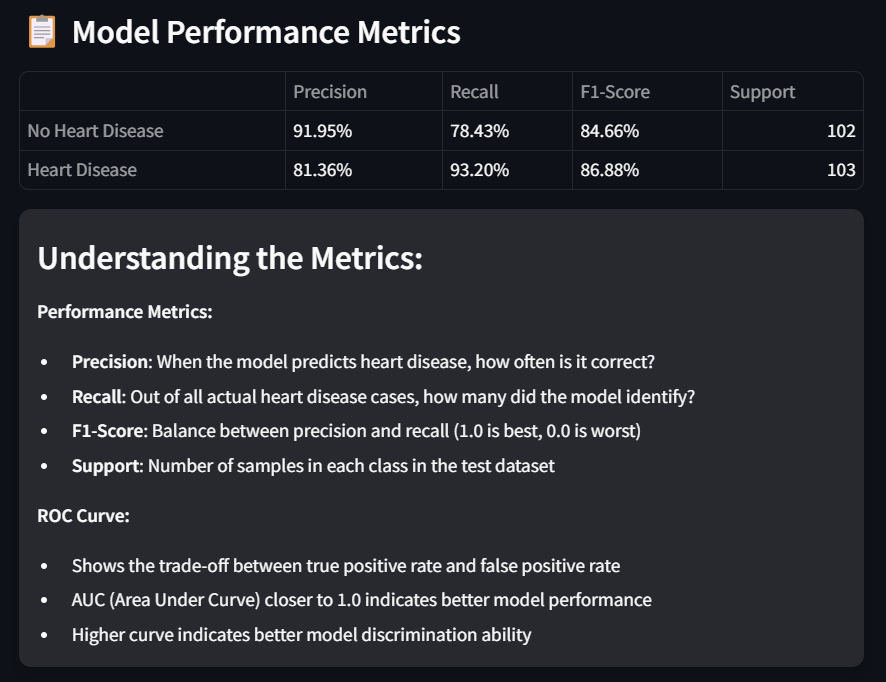 📋 Model Performance Metrics
Precision Recall F1-Score Support
No Heart Disease 91.95% 78.43% 84.66% 102
Heart Disease 81.36% 93.20% 86.88% 103
Understanding the Metrics:
Performance Metrics:
• Precision: When the model predicts heart disease, how often is it correct?
• Recall: Out of all actual heart disease cases, how many did the model identify?
• F1-Score: Balance between precision and recall (1.0 is best, 0.0 is worst)
• Support: Number of samples in each class in the test dataset
ROC Curve:
• Shows the trade-off between true positive rate and false positive rate
• AUC (Area Under Curve) closer to 1.0 indicates better model performance
• Higher curve indicates better model discrimination ability